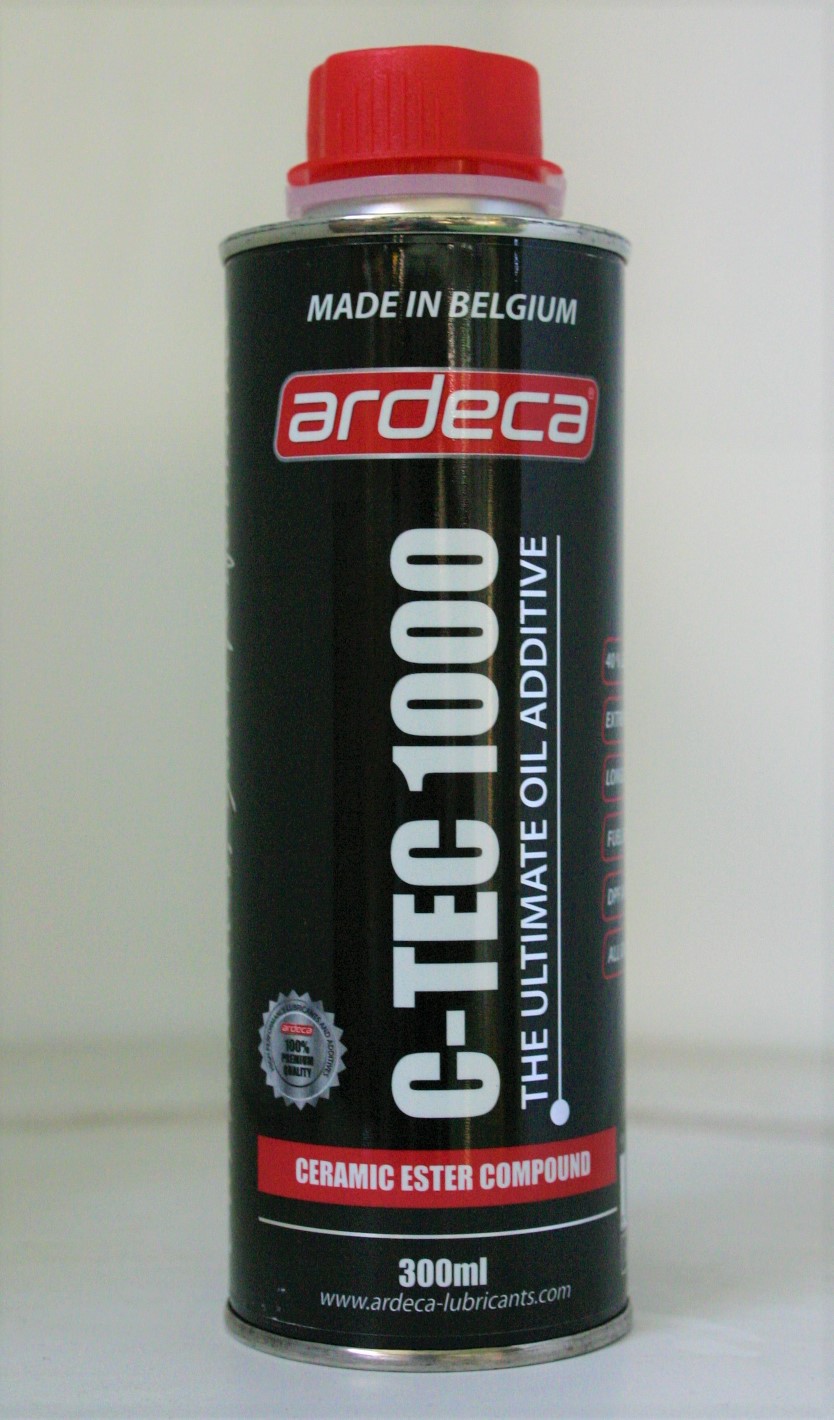 MADE IN BELGIUM
ardeca®
C-TEC 1000
THE ULTIMATE OIL ADDITIVE
ardeca
100%
PREMIUM
QUALITY
CERAMIC ESTER COMPOUND
300ml
www.ardeca-lubricants.com